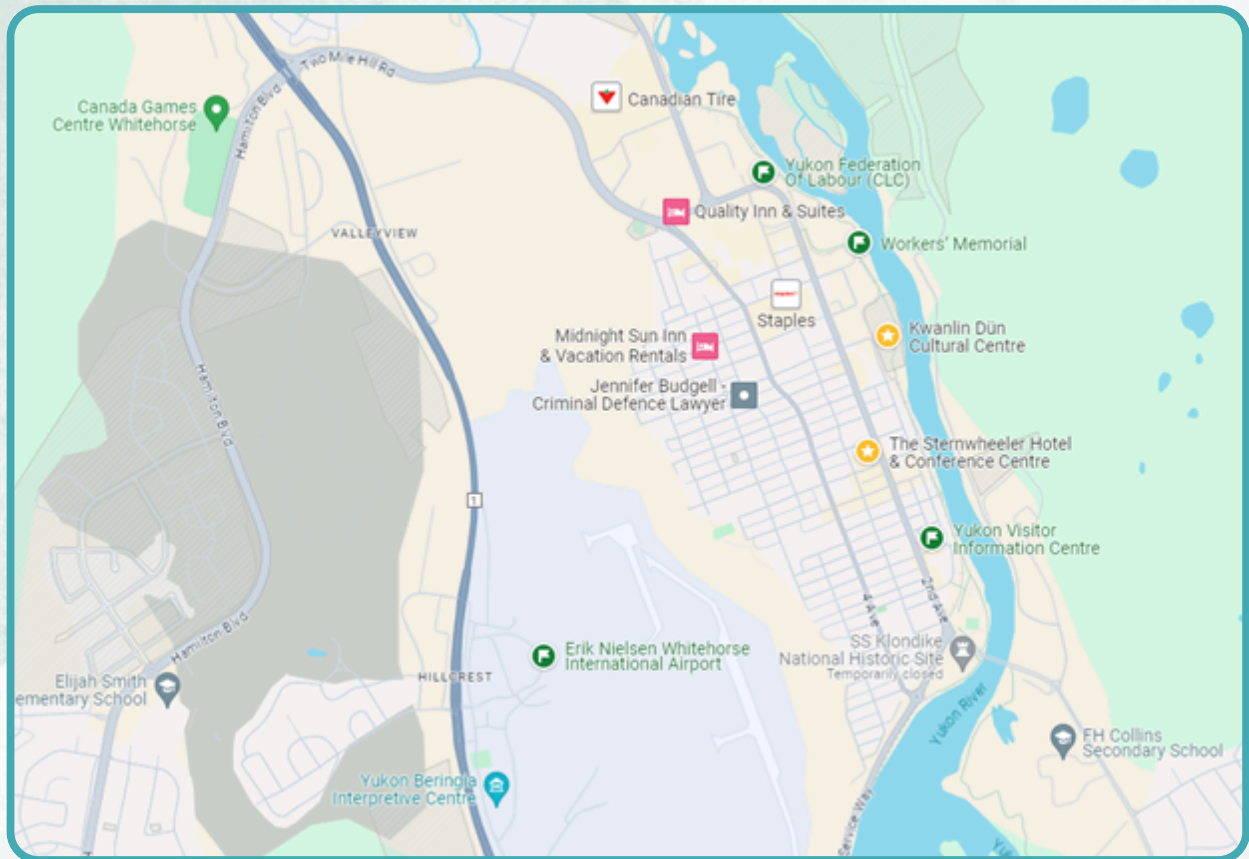 Two Mile Hill Rd
Canadian Tire
Canada Games
Centre Whitehorse
Hamilton Blvd
Yukon Federation
Of Labour (CLC)
Quality Inn & Suites
VALLEYVIEW
Workers' Memorial
Staples
Midnight Sun Inn
& Vacation Rentals
Kwanlin Dün
Cultural Centre
Jennifer Budgell -
Criminal Defence Lawyer
Hamilton Blvd
The Sternwheeler Hotel
& Conference Centre
1
Yukon Visitor
Information Centre
4 Ave
2nd Ave
Hamilton Blvd
Erik Nielsen Whitehorse
International Airport
SS Klondike
National Historic Site
Temporarily closed
HILLCREST
Elijah Smith
ementary School
Yukon River
FH Collins
Secondary School
Yukon Beringia
Interpretive Centre
Service Way